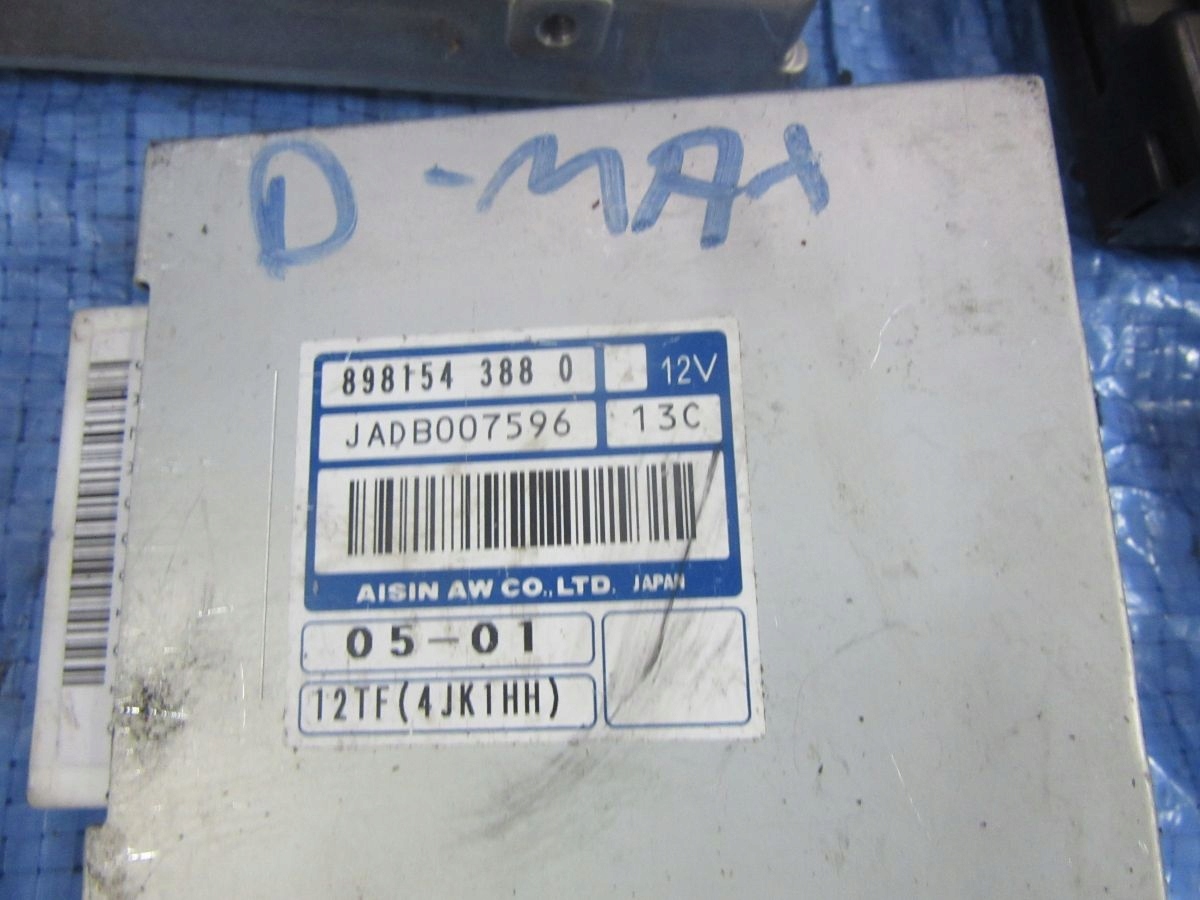 D-MAX
898154 388 0 12V
JADB007596 13C
AISIN AW CO.,LTD. JAPAN
05-01
12TF(4JK1HH)